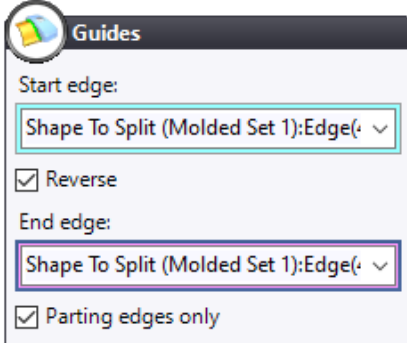 Guides
Start edge:
Shape To Split (Molded Set 1):Edge(
Reverse
End edge:
Shape To Split (Molded Set 1):Edge(
Parting edges only